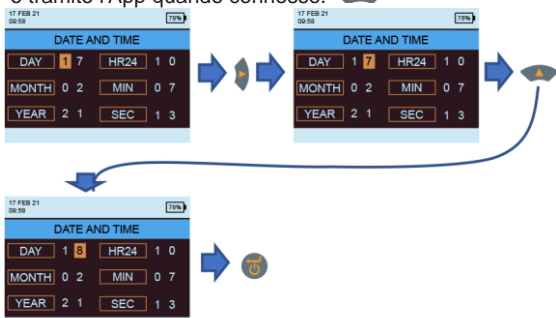 o tramite l'App quando connesso.
17 FEB 21
09:58
78%
DATE AND TIME
DAY 1 7 HR24 1 0
MONTH 0 2 MIN 0 7
YEAR 2 1 SEC 1 3
17 FEB 21
09:58
78%
DATE AND TIME
DAY 1 7 HR24 1 0
MONTH 0 2 MIN 0 7
YEAR 2 1 SEC 1 3
17 FEB 21
09:58
78%
DATE AND TIME
DAY 1 8 HR24 1 0
MONTH 0 2 MIN 0 7
YEAR 2 1 SEC 1 3